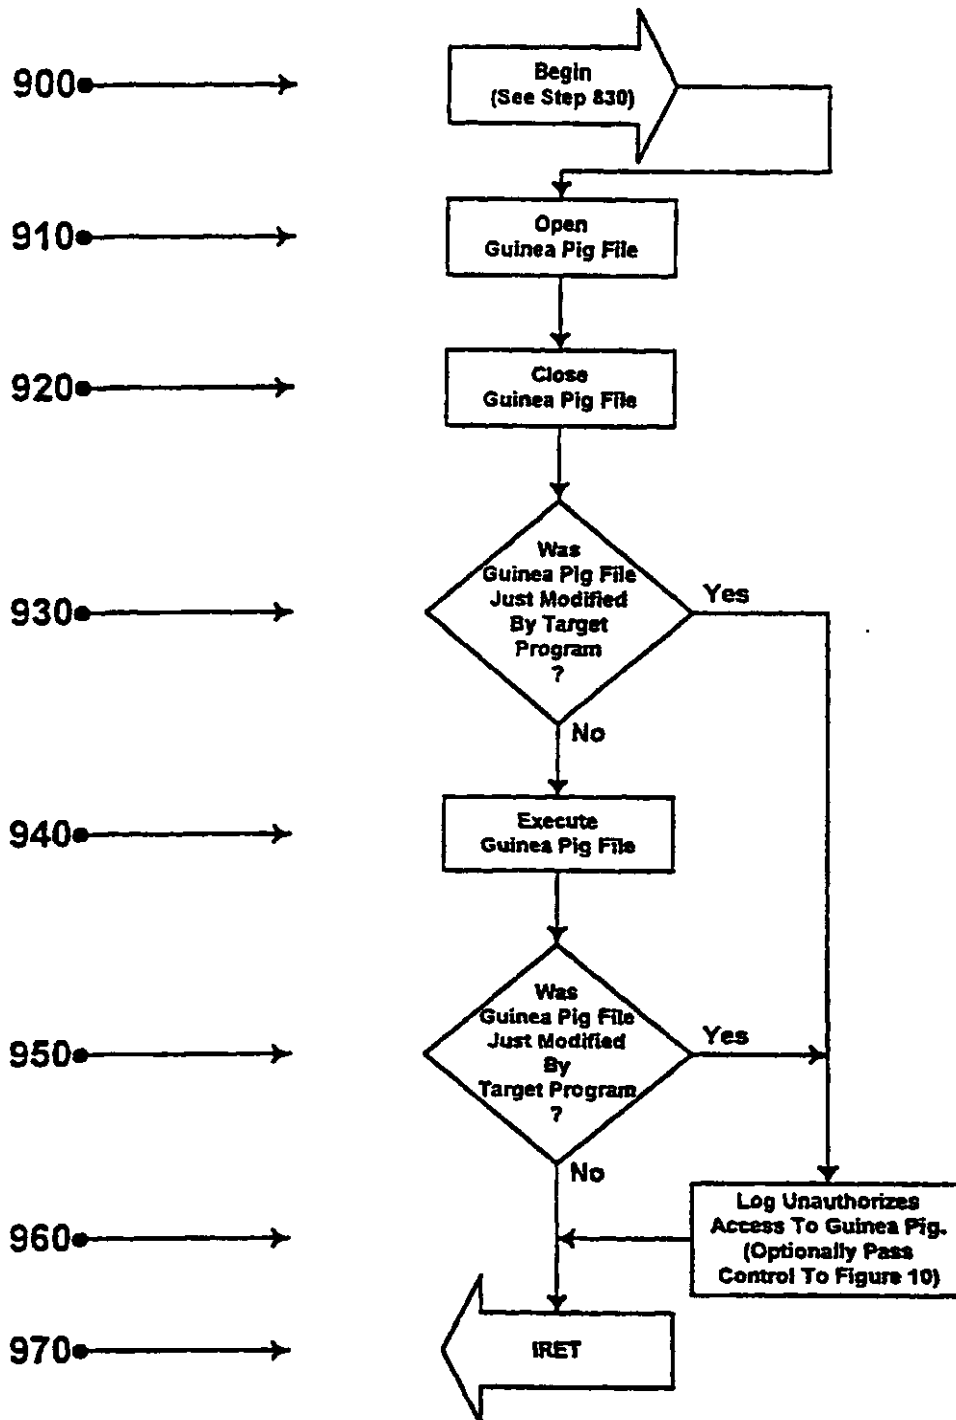 900
Begin
(See Step 830)
910
Open
Guinea Pig File
920
Close
Guinea Pig File
930
Was
Guinea Pig File
Just Modified
By Target
Program
?
Yes
No
940
Execute
Guinea Pig File
950
Was
Guinea Pig File
Just Modified
By
Target Program
?
Yes
No
960
Log Unauthorizes
Access To Guinea Pig.
(Optionally Pass
Control To Figure 10)
970
IRET